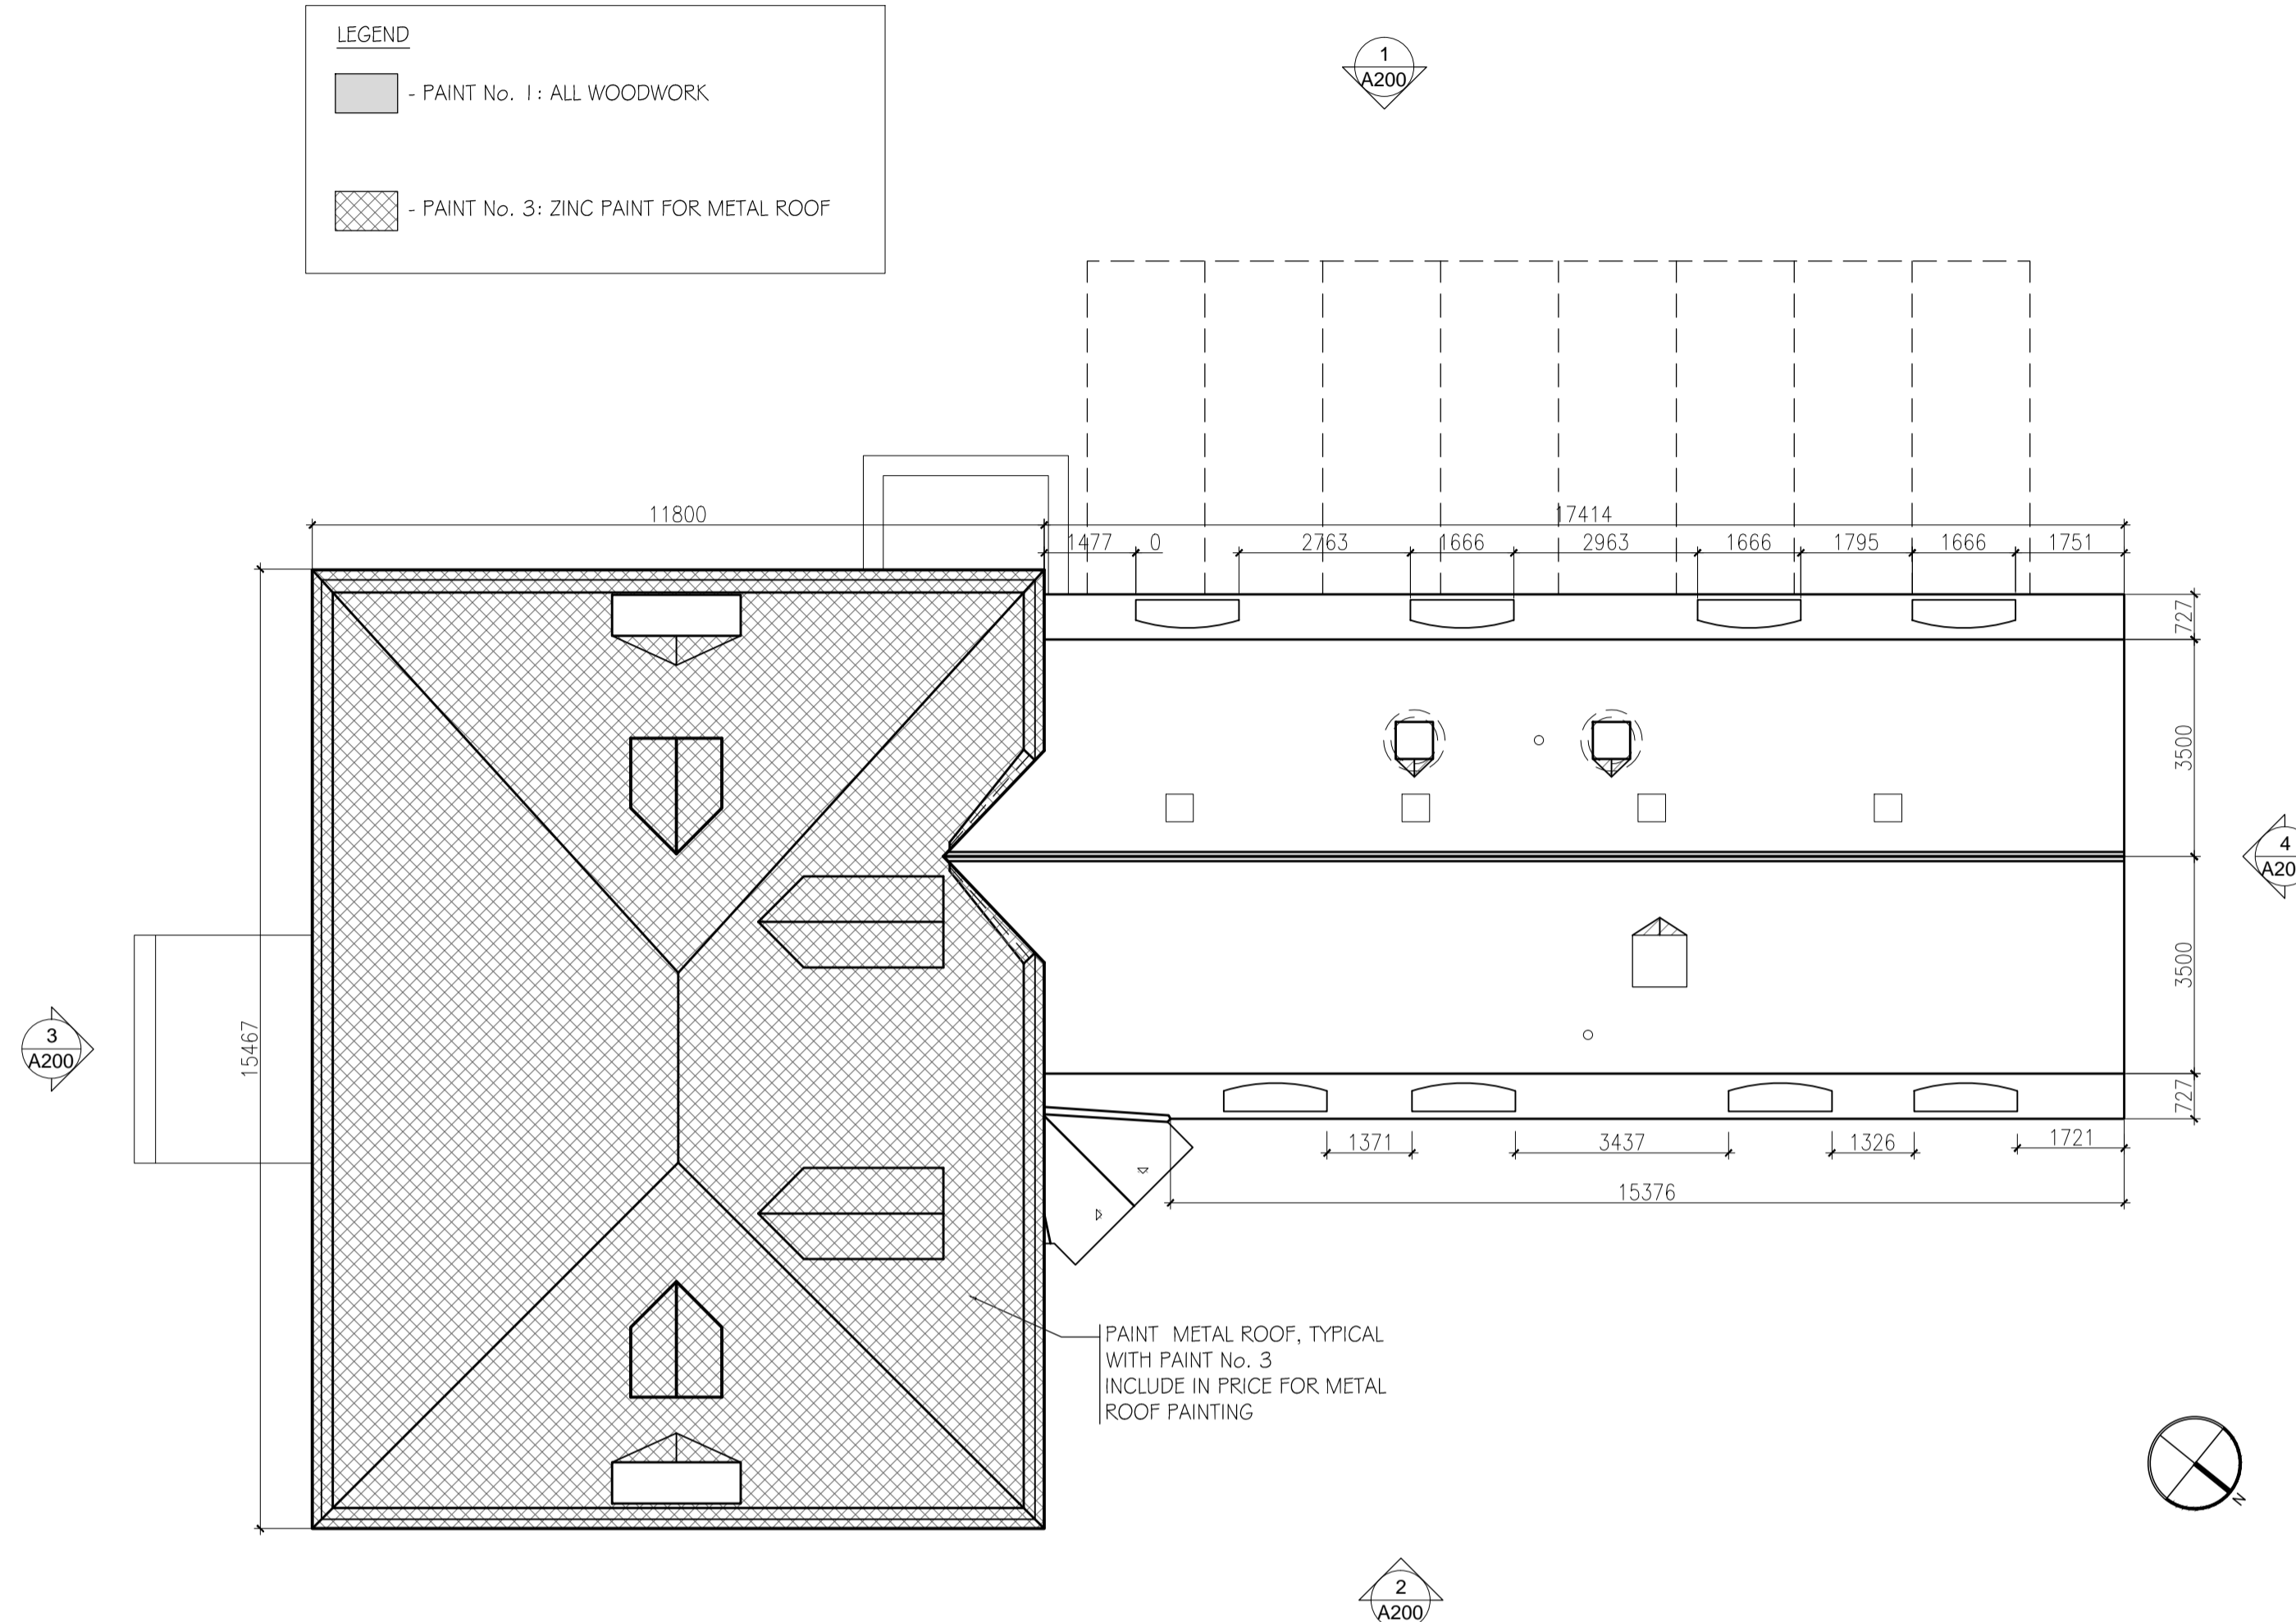 LEGEND
- PAINT No. 1: ALL WOODWORK
- PAINT No. 3: ZINC PAINT FOR METAL ROOF
1
A200
11800
17414
1477 0 2763 1666 2963 1666 1795 1666 1751
727
3500
3500
727
4
A20
15467
3
A200
1371 3437 1326 1721
15376
PAINT METAL ROOF, TYPICAL
WITH PAINT No. 3
INCLUDE IN PRICE FOR METAL
ROOF PAINTING
N
2
A200